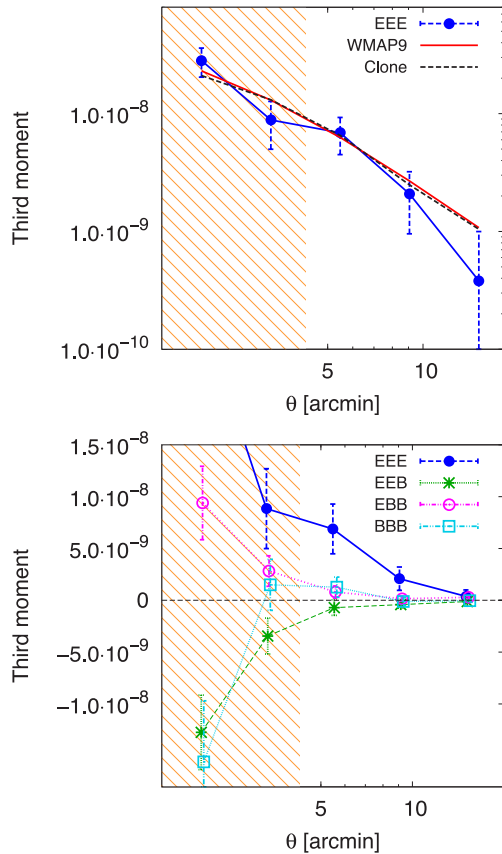 EEE
WMAP9
Clone
1.0·10⁻⁸
1.0·10⁻⁹
1.0·10⁻¹⁰
Third moment
5 10
θ [arcmin]
1.5·10⁻⁸
1.0·10⁻⁸
5.0·10⁻⁹
0
−5.0·10⁻⁹
−1.0·10⁻⁸
Third moment
EEE
EEB
EBB
BBB
5 10
θ [arcmin]